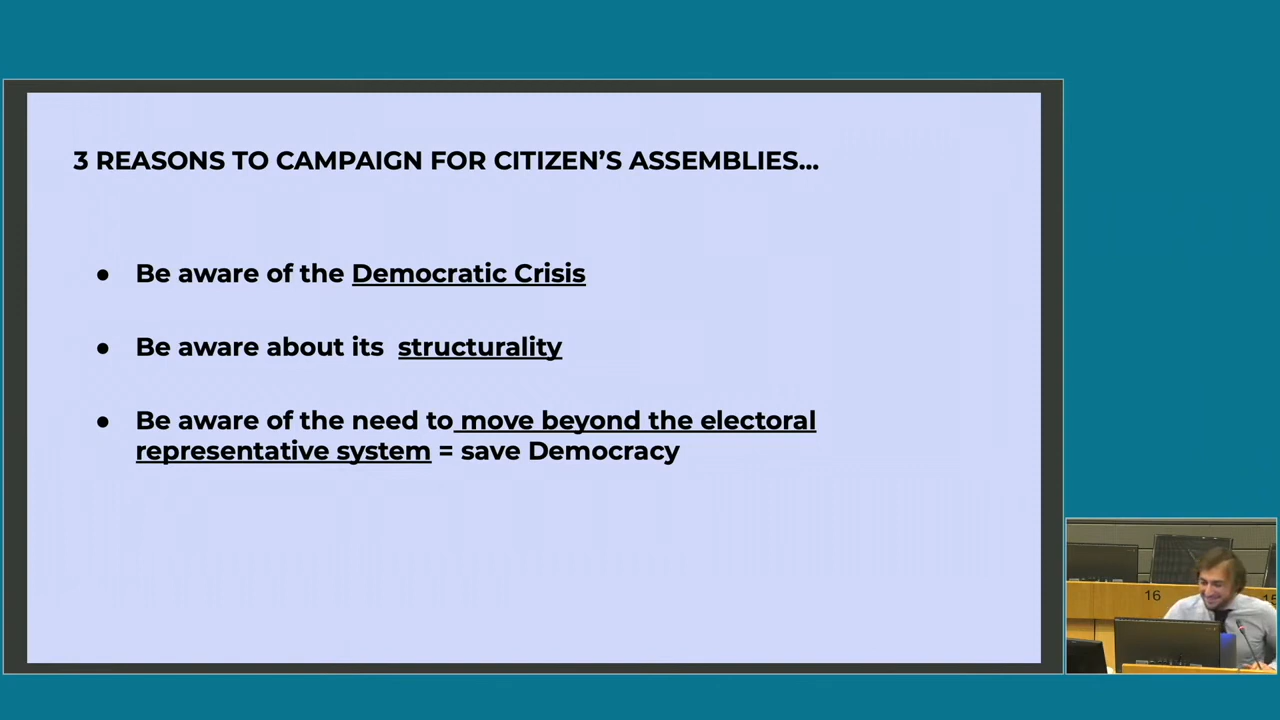 3 REASONS TO CAMPAIGN FOR CITIZEN’S ASSEMBLIES...
● Be aware of the Democratic Crisis
● Be aware about its structurality
● Be aware of the need to move beyond the electoral
representative system = save Democracy
16
15